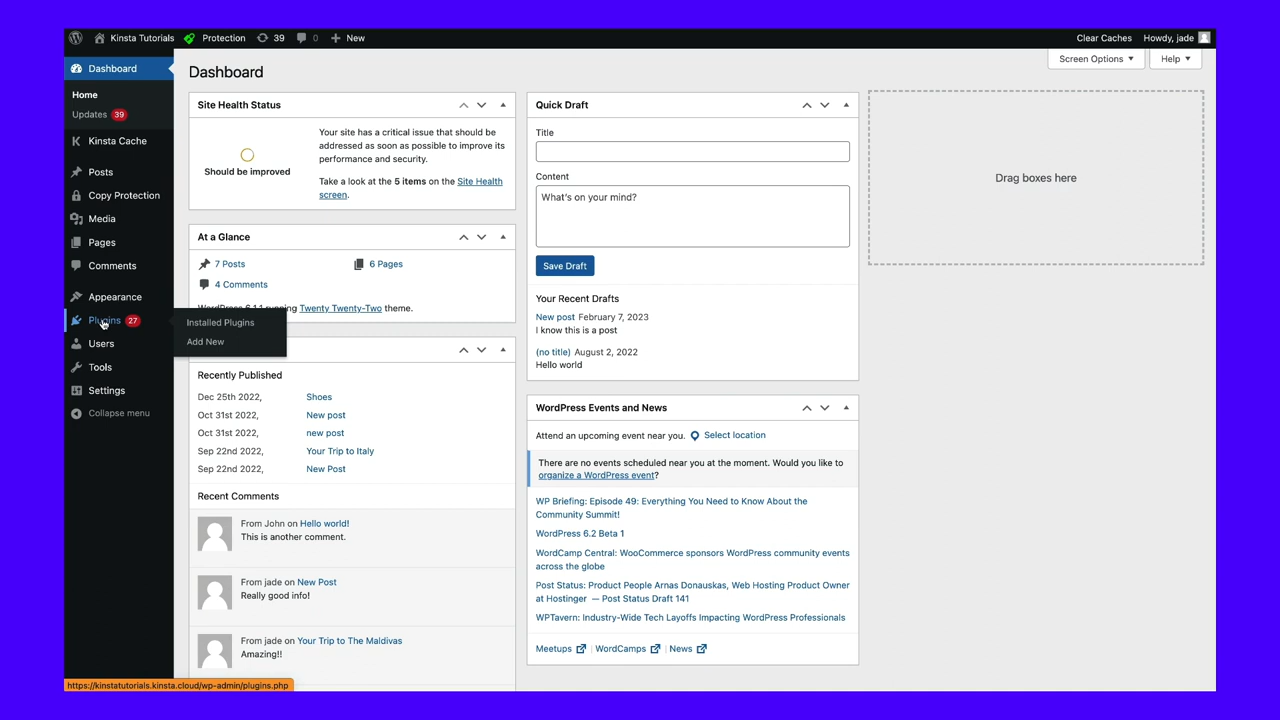 Kinsta Tutorials Protection 39 0 New Clear Caches Howdy, jade
Dashboard
Home
Updates 39
Kinsta Cache
Posts
Copy Protection
Media
Pages
Comments
Appearance
Plugins 27
Users
Tools
Settings
Collapse menu
Installed Plugins
Add New
Screen Options Help
Dashboard
Site Health Status
Should be improved
Your site has a critical issue that should be
addressed as soon as possible to improve its
performance and security.
Take a look at the 5 items on the Site Health
screen.
At a Glance
7 Posts 6 Pages
4 Comments
WordPress 6.1.1 running Twenty Twenty-Two theme.
Recently Published
Dec 25th 2022, Shoes
Oct 31st 2022, New post
Oct 31st 2022, new post
Sep 22nd 2022, Your Trip to Italy
Sep 22nd 2022, New Post
Recent Comments
From John on Hello world!
This is another comment.
From jade on New Post
Really good info!
From jade on Your Trip to The Maldivas
Amazing!!
Quick Draft
Title
Content
What's on your mind?
Save Draft
Your Recent Drafts
New post February 7, 2023
I know this is a post
(no title) August 2, 2022
Hello world
WordPress Events and News
Attend an upcoming event near you. Select location
There are no events scheduled near you at the moment. Would you like to
organize a WordPress event?
WP Briefing: Episode 49: Everything You Need to Know About the
Community Summit!
WordPress 6.2 Beta 1
WordCamp Central: WooCommerce sponsors WordPress community events
across the globe
Post Status: Product People Arnas Donauskas, Web Hosting Product Owner
at Hostinger — Post Status Draft 141
WPTavern: Industry-Wide Tech Layoffs Impacting WordPress Professionals
Meetups WordCamps News
Drag boxes here
https://kinstatutorials.kinsta.cloud/wp-admin/plugins.php